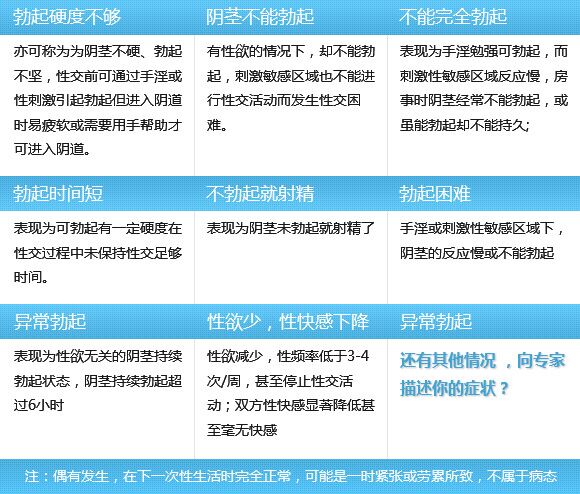 勃起硬度不够
阴茎不能勃起
不能完全勃起
亦可称为为阴茎不硬、勃起
不坚，性交前可通过手淫或
性刺激引起勃起但进入阴道
时易疲软或需要用手帮助才
可进入阴道。
有性欲的情况下，却不能勃
起，刺激敏感区域也不能进
行性交活动而发生性交困
难。
表现为手淫勉强可勃起，而
刺激性敏感区域反应慢，房
事时阴茎经常不能勃起，或
虽能勃起却不能持久;
勃起时间短
不勃起就射精
勃起困难
表现为可勃起有一定硬度在
性交过程中未保持性交足够
时间。
表现为阴茎未勃起就射精了
手淫或刺激性敏感区域下，
阴茎的反应慢或不能勃起
异常勃起
性欲少，性快感下降
异常勃起
表现为性欲无关的阴茎持续
勃起状态，阴茎持续勃起超
过6小时
性欲减少，性频率低于3-4
次/周，甚至停止性交活
动；双方性快感显著降低甚
至毫无快感
还有其他情况 ，向专家
描述你的症状？
注：偶有发生，在下一次性生活时完全正常，可能是一时紧张或劳累所致，不属于病态